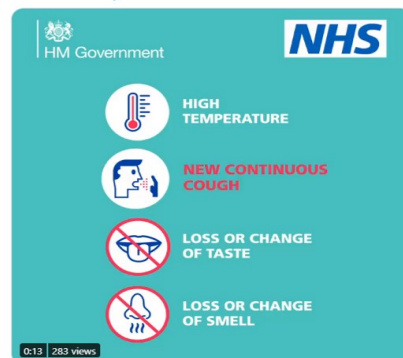 HM Government
NHS
HIGH
TEMPERATURE
NEW CONTINUOUS
COUGH
LOSS OR CHANGE
OF TASTE
LOSS OR CHANGE
OF SMELL
0:13 283 views